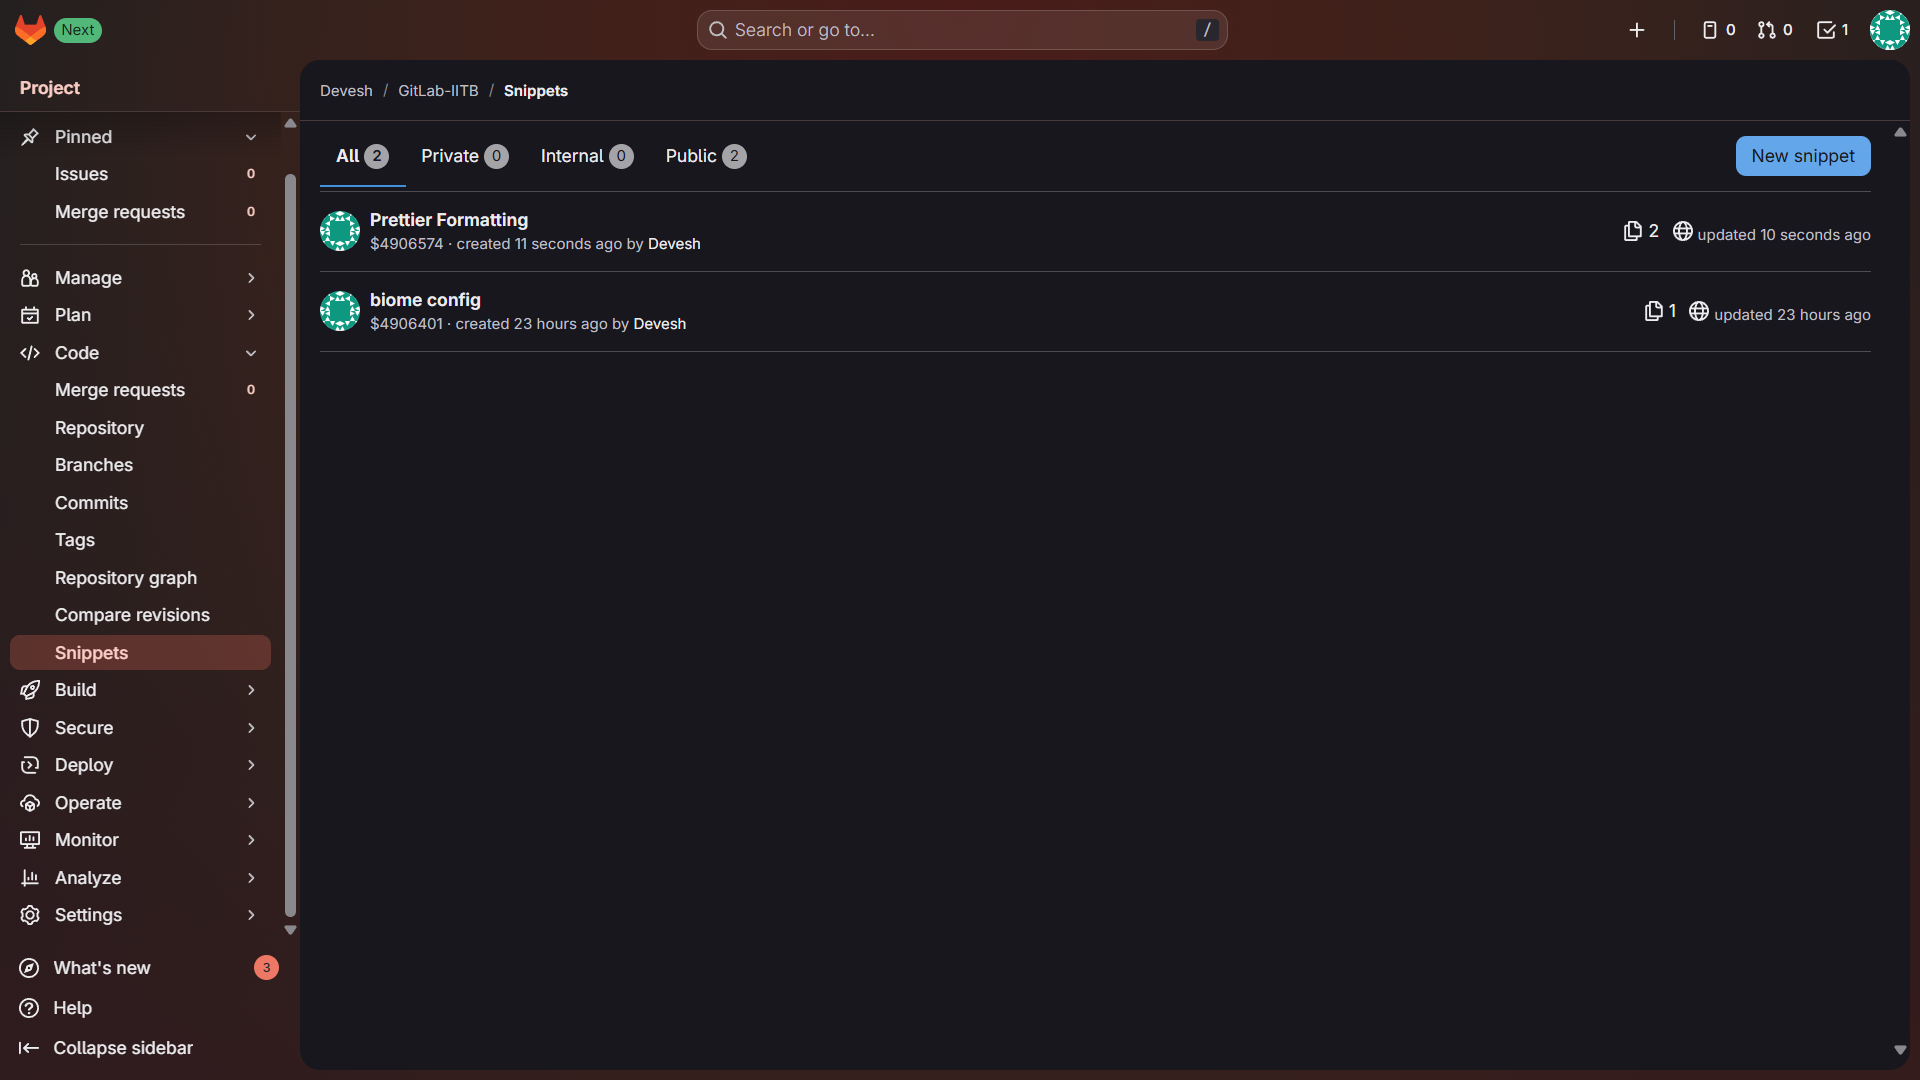 Next
Search or go to...
/
0
0
1
Project
Pinned
Issues 0
Merge requests 0
Manage
Plan
Code
Merge requests 0
Repository
Branches
Commits
Tags
Repository graph
Compare revisions
Snippets
Build
Secure
Deploy
Operate
Monitor
Analyze
Settings
What's new 3
Help
Collapse sidebar
Devesh / GitLab-IITB / Snippets
All 2 Private 0 Internal 0 Public 2
New snippet
Prettier Formatting
$4906574 · created 11 seconds ago by Devesh
2 updated 10 seconds ago
biome config
$4906401 · created 23 hours ago by Devesh
1 updated 23 hours ago